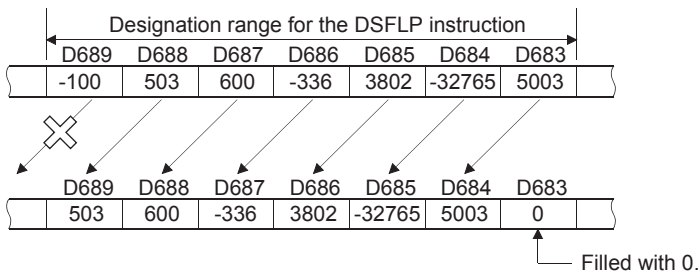 Designation range for the DSFLP instruction
D689 D688 D687 D686 D685 D684 D683
-100 503 600 -336 3802 -32765 5003
D689 D688 D687 D686 D685 D684 D683
503 600 -336 3802 -32765 5003 0
Filled with 0.